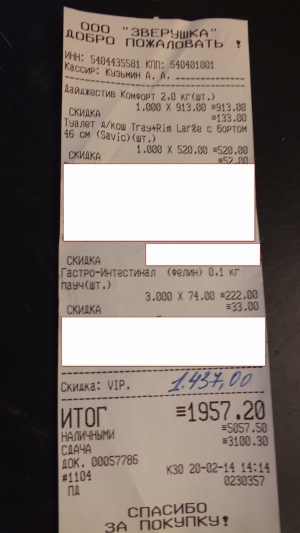 ООО "ЗВЕРУШКА"
ДОБРО ПОЖАЛОВАТЬ !
ИНН: 5404435581 КПП: 540401001
Кассир: Кузьмин А. А.
Дайджестив Комфорт 2.0 кг(шт.)
1.000 X 913.00 ≡913.00
СКИДКА ≡133.00
Туалет д/кош Tray+Rim Large с бортом
46 см (Savic)(шт.)
1.000 X 520.00 ≡520.00
СКИДКА ≡52.00
СКИДКА
Гастро-Интестинал (Фелин) 0.1 кг
пауч(шт.)
3.000 X 74.00 ≡222.00
СКИДКА ≡33.00
Скидка: VIP. 1.437,00
ИТОГ ≡1957.20
НАЛИЧНЫМИ ≡5057.50
СДАЧА ≡3100.30
ДОК. 00057786 К30 20-02-14 14:14
#1104 0230357
ПД
СПАСИБО
ЗА ПОКУПКУ!